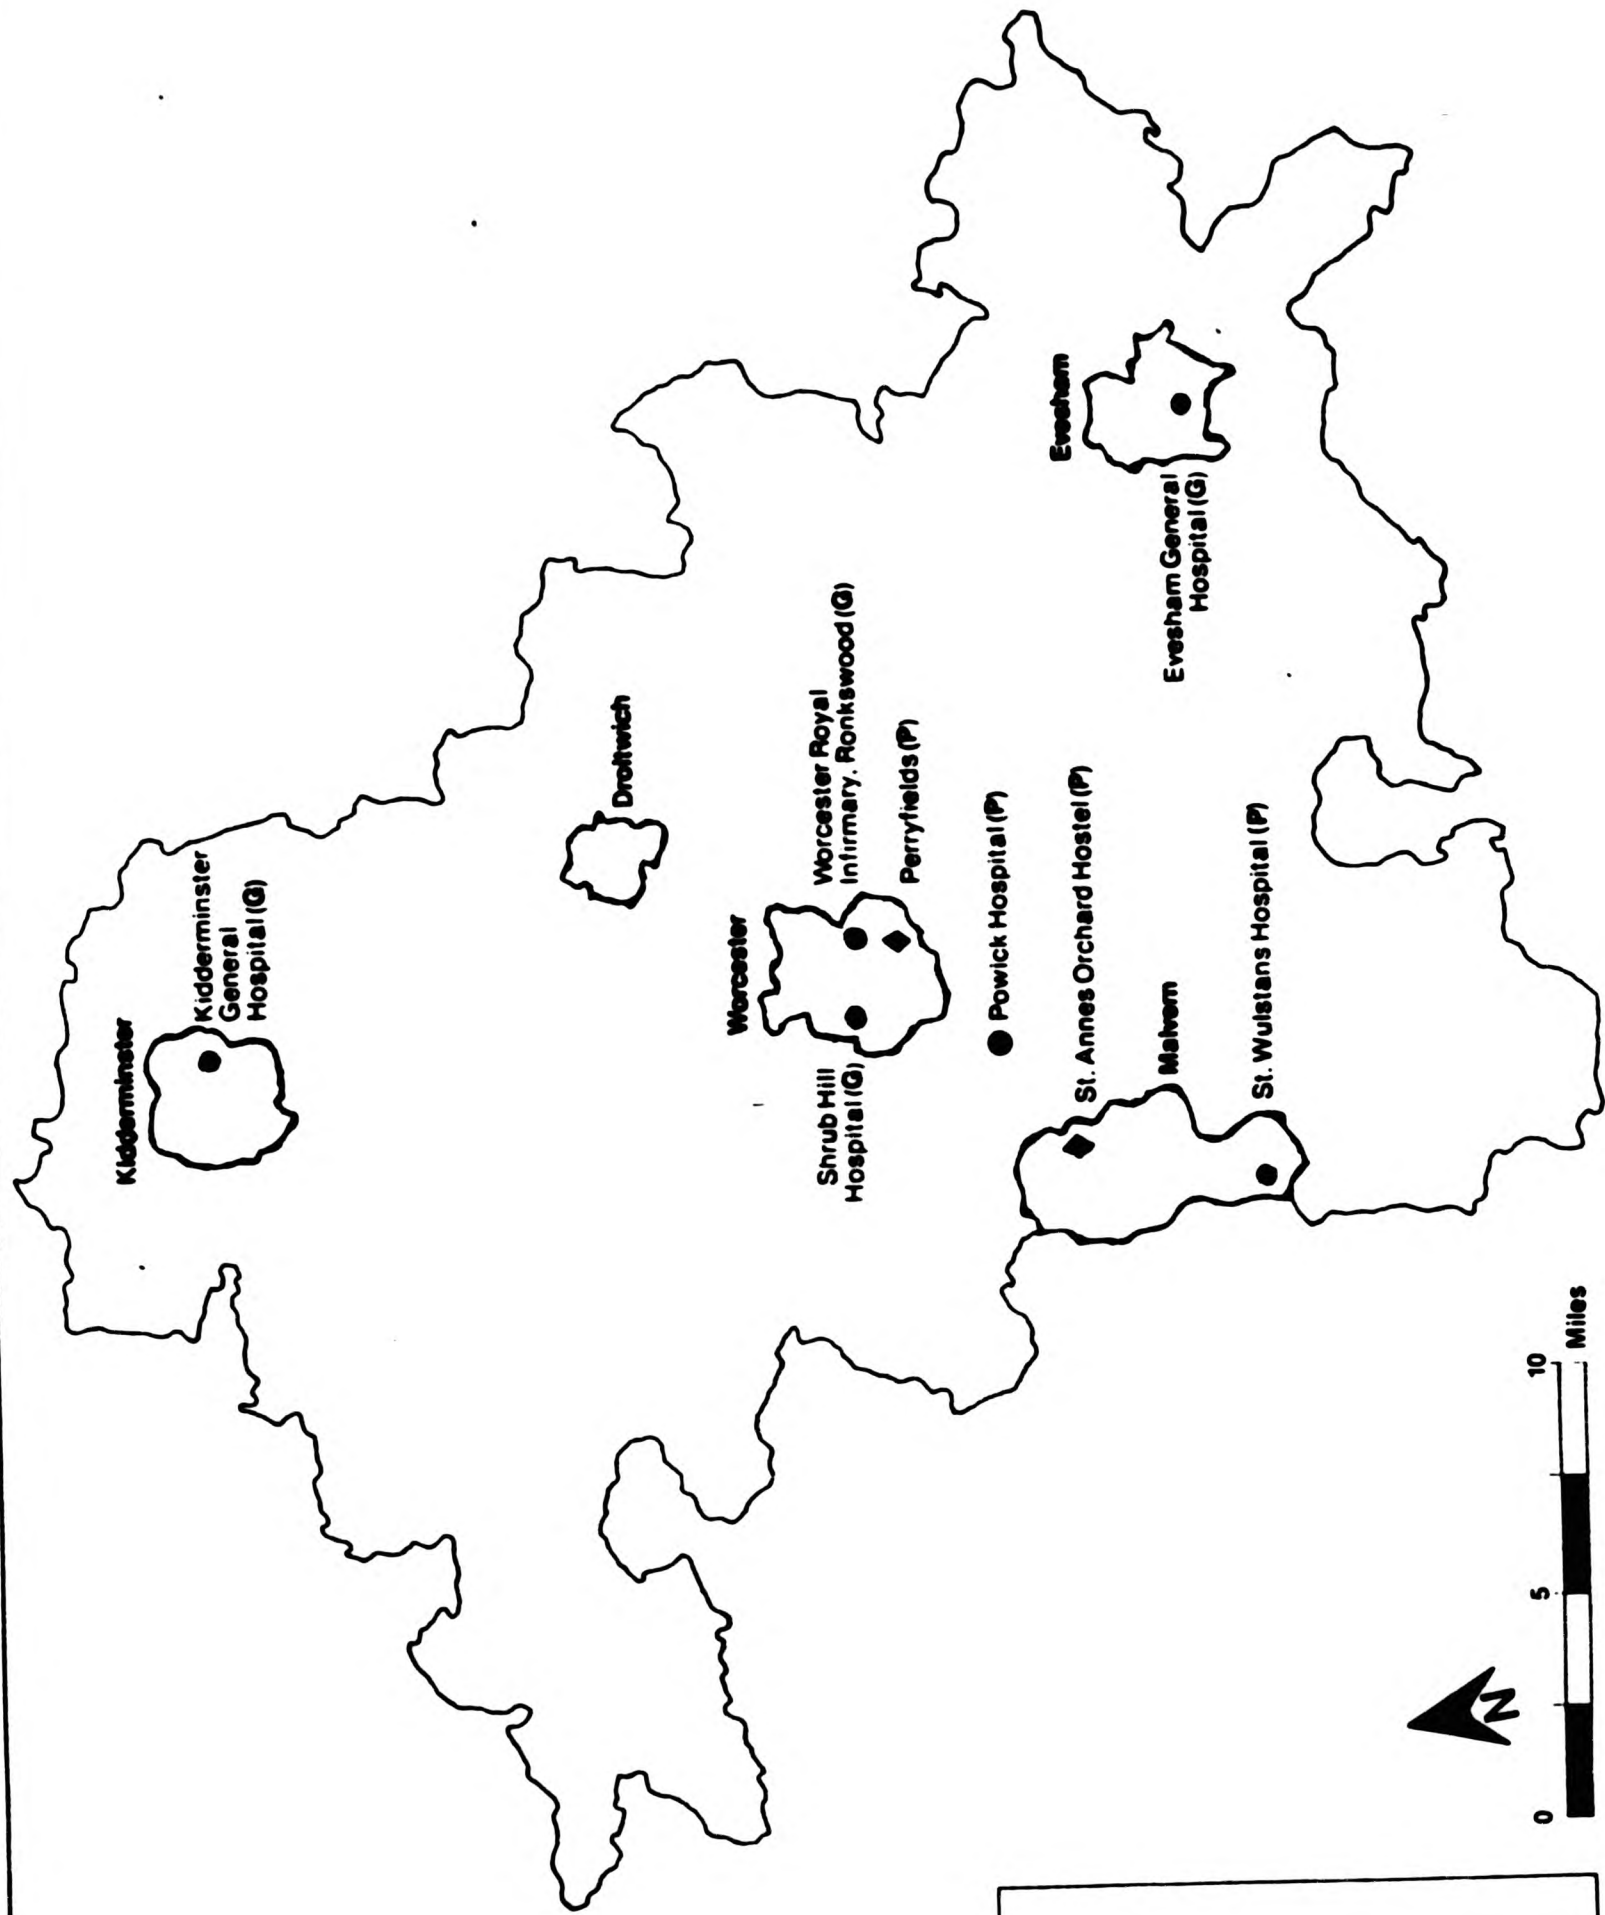 Kidderminster
Kidderminster
General
Hospital (G)
Droitwich
Worcester
Worcester Royal
Infirmary, Ronkswood (G)
Perryfields (P)
Shrub Hill
Hospital (G)
Powick Hospital (P)
St. Annes Orchard Hostel (P)
Malvern
St. Wulstans Hospital (P)
Evesham
Evesham General
Hospital (G)
N
0 5 10
Miles